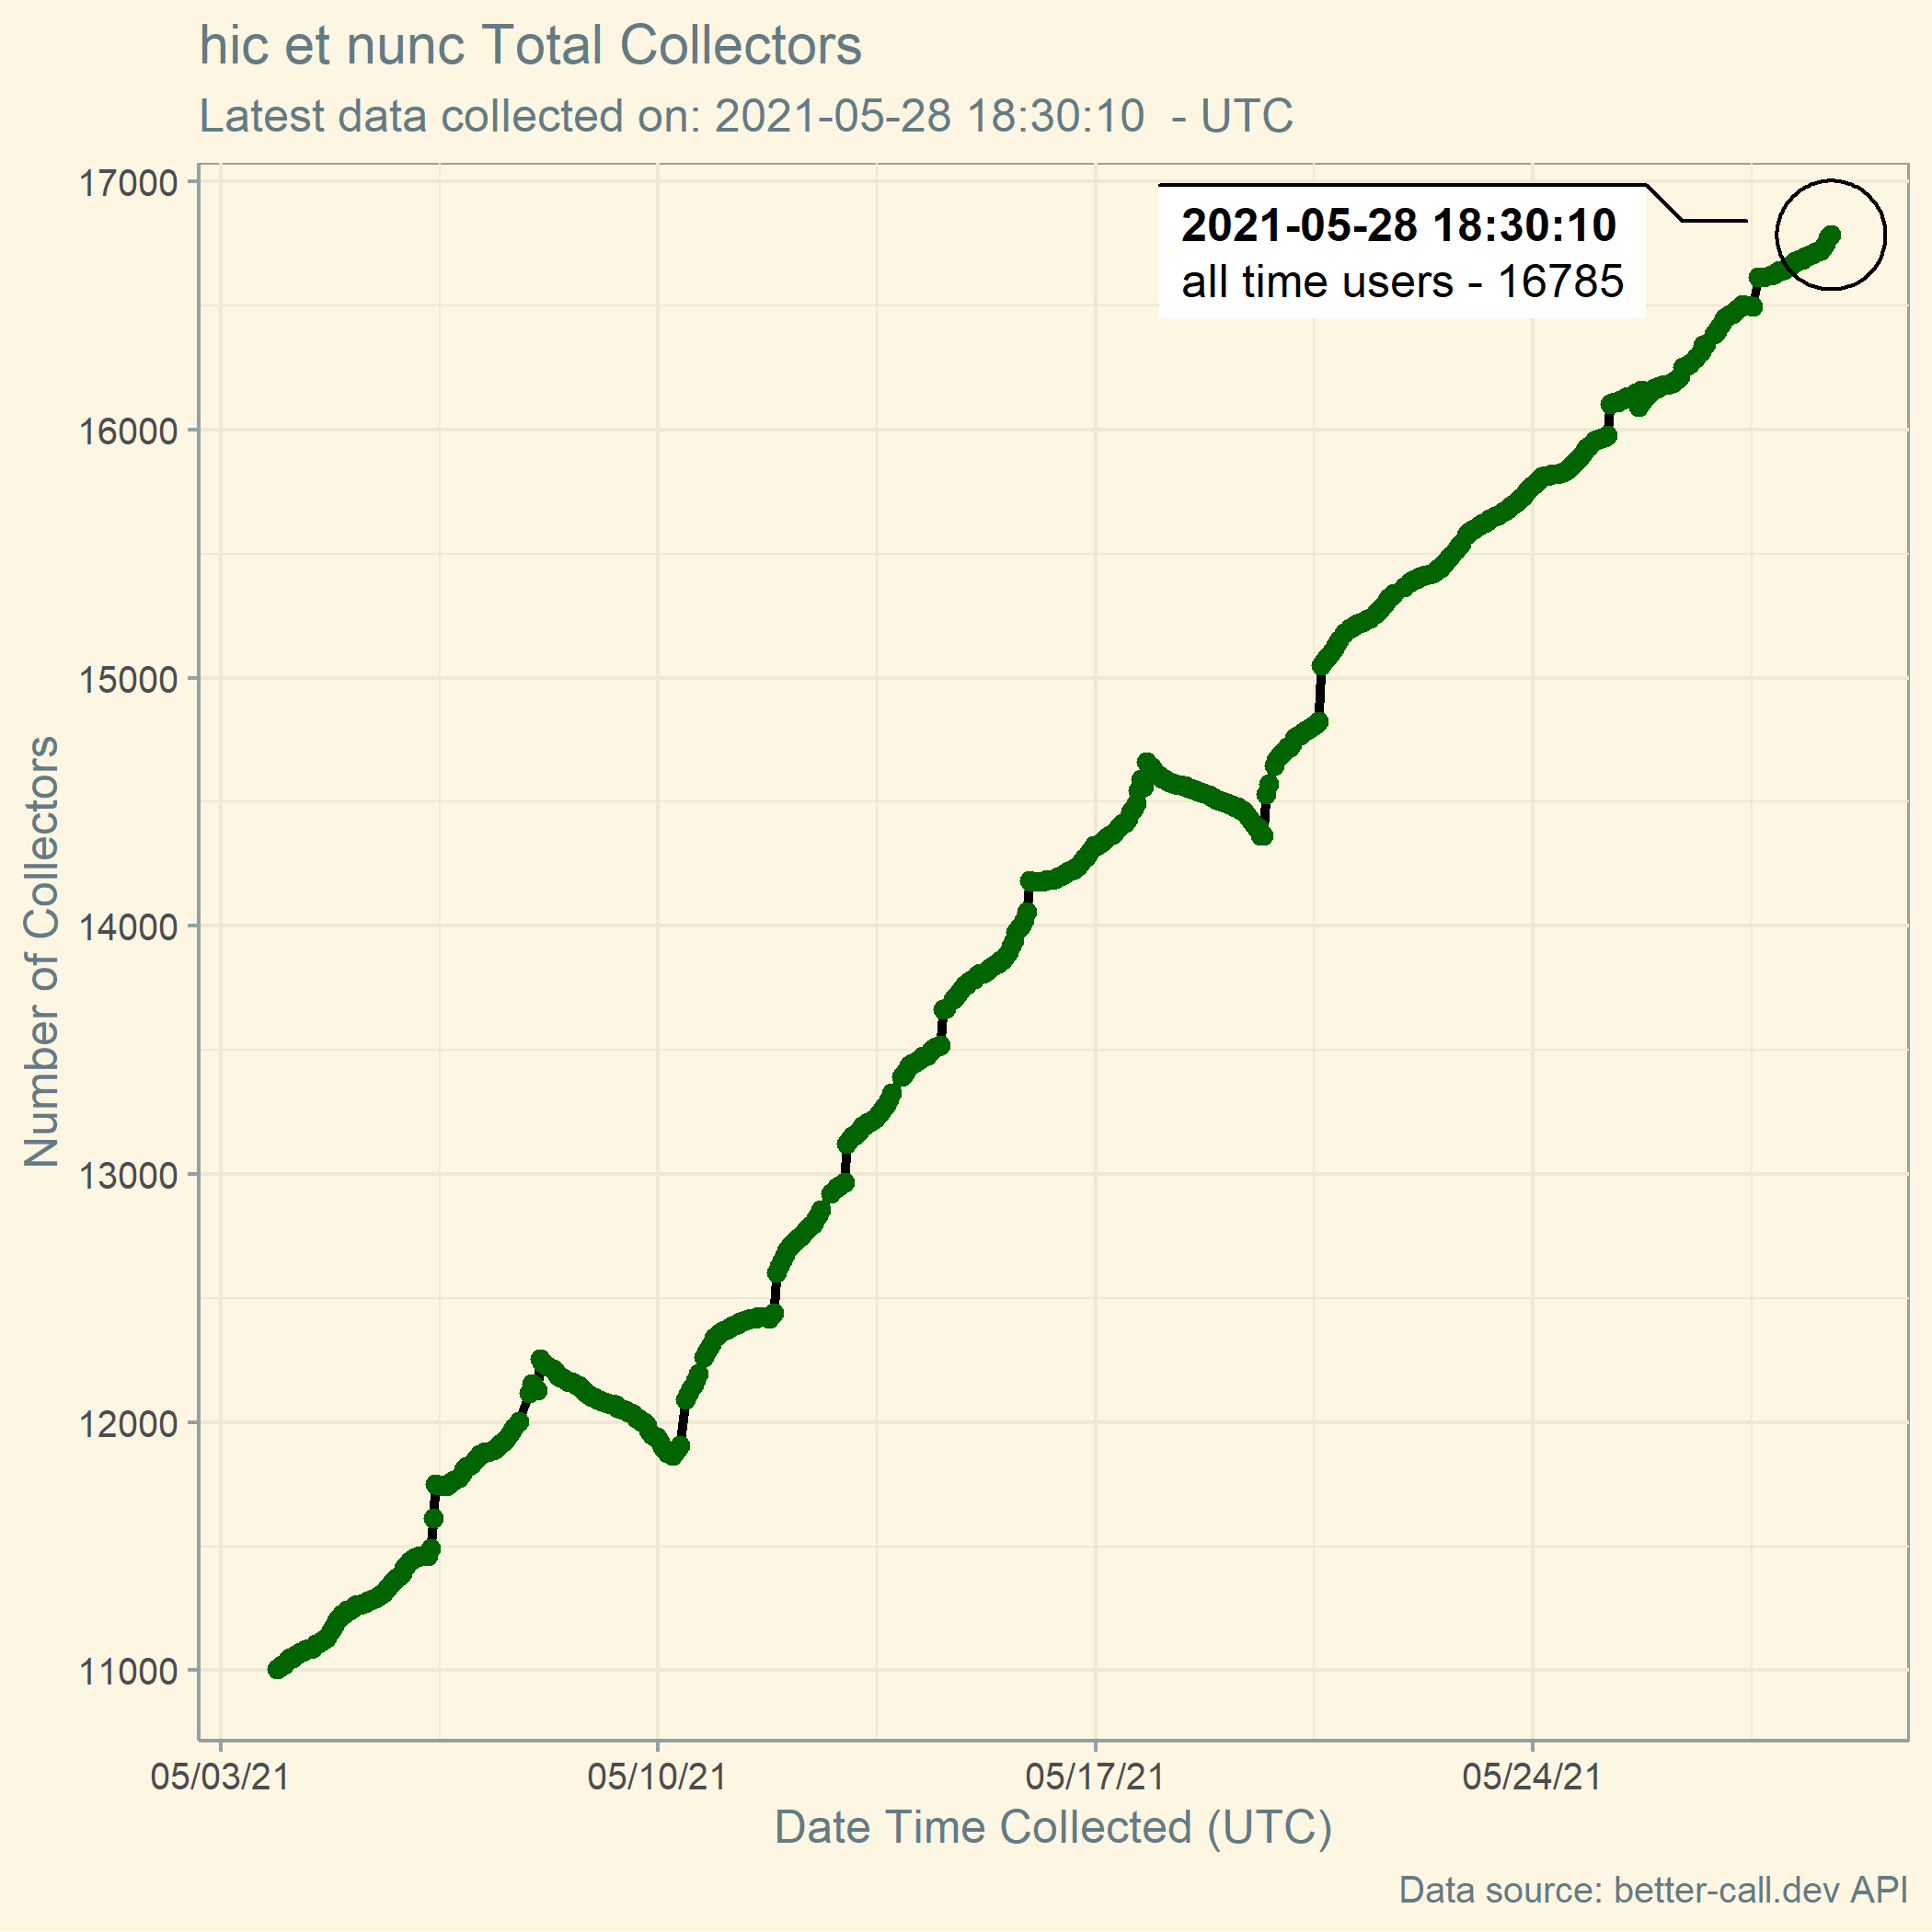 hic et nunc Total Collectors
Latest data collected on: 2021-05-28 18:30:10  - UTC
17000
2021-05-28 18:30:10
all time users - 16785
16000
15000
14000
13000
12000
11000
Number of Collectors
05/03/21 05/10/21 05/17/21 05/24/21
Date Time Collected (UTC)
Data source: better-call.dev API